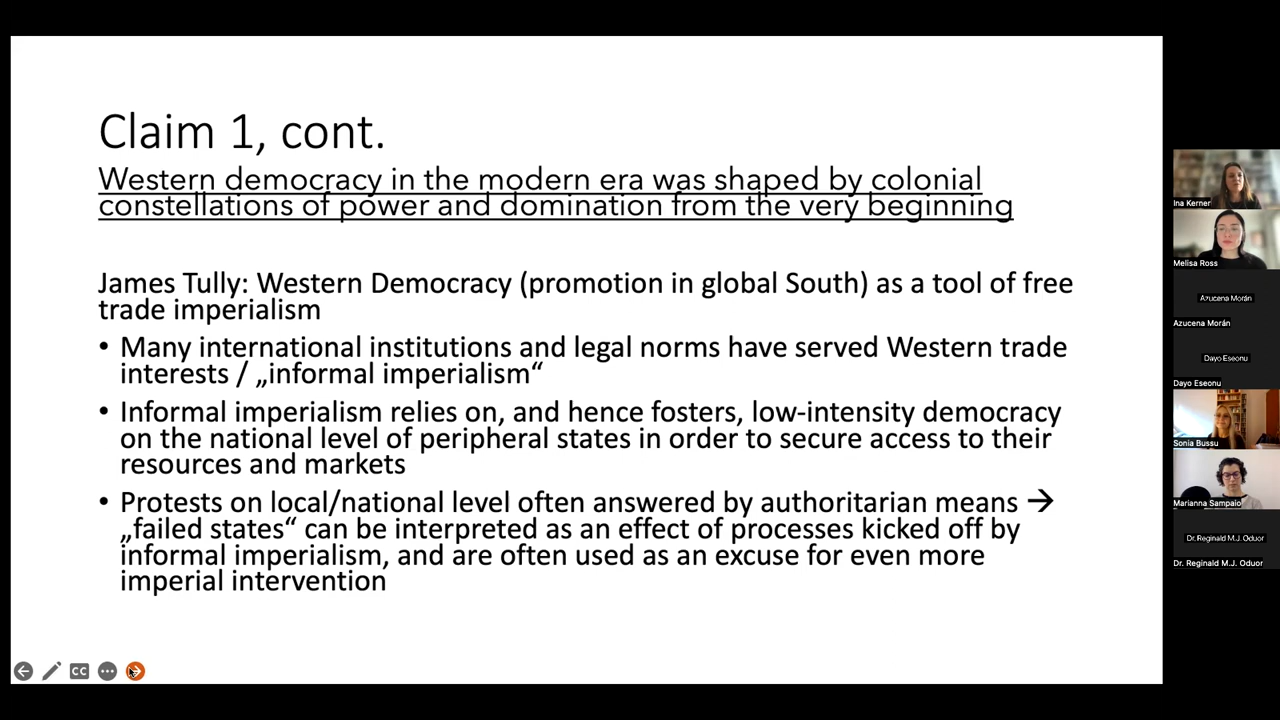 Claim 1, cont.
Western democracy in the modern era was shaped by colonial
constellations of power and domination from the very beginning
James Tully: Western Democracy (promotion in global South) as a tool of free
trade imperialism
• Many international institutions and legal norms have served Western trade
interests / „informal imperialism“
• Informal imperialism relies on, and hence fosters, low-intensity democracy
on the national level of peripheral states in order to secure access to their
resources and markets
• Protests on local/national level often answered by authoritarian means →
„failed states“ can be interpreted as an effect of processes kicked off by
informal imperialism, and are often used as an excuse for even more
imperial intervention
CC
Ina Kerner
Melisa Ross
Azucena Morán
Azucena Morán
Dayo Eseonu
Dayo Eseonu
Sonia Bussu
Marianna Sampaio
Dr. Reginald M.J. Oduor
Dr. Reginald M.J. Oduor